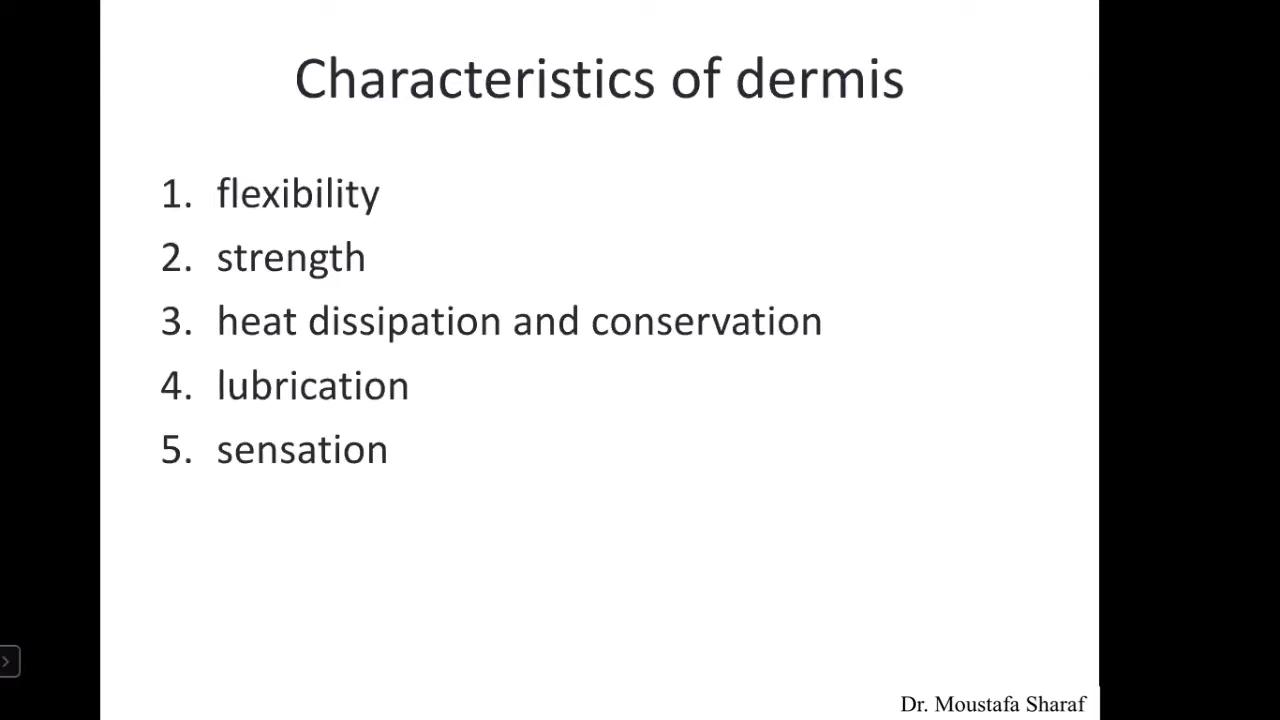 Characteristics of dermis
1. flexibility
2. strength
3. heat dissipation and conservation
4. lubrication
5. sensation
Dr. Moustafa Sharaf